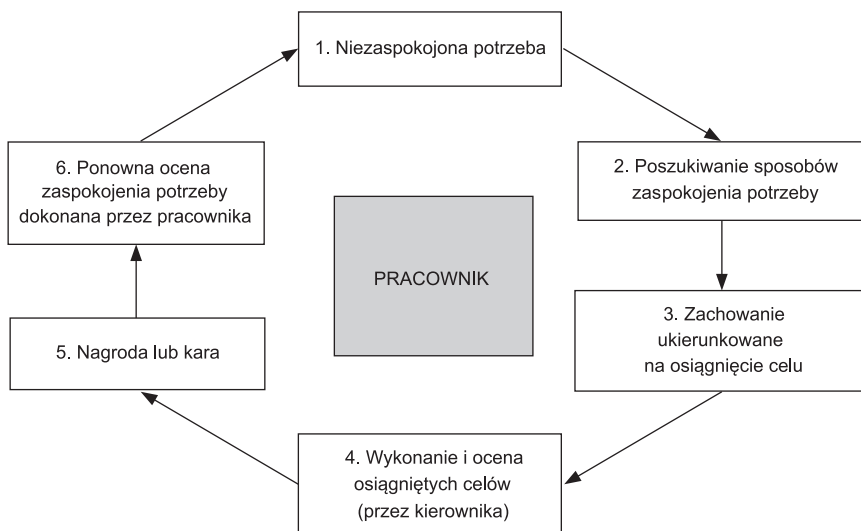 1. Niezaspokojona potrzeba
2. Poszukiwanie sposobów
zaspokojenia potrzeby
3. Zachowanie
ukierunkowane
na osiągnięcie celu
4. Wykonanie i ocena
osiągniętych celów
(przez kierownika)
5. Nagroda lub kara
6. Ponowna ocena
zaspokojenia potrzeby
dokonana przez pracownika
PRACOWNIK